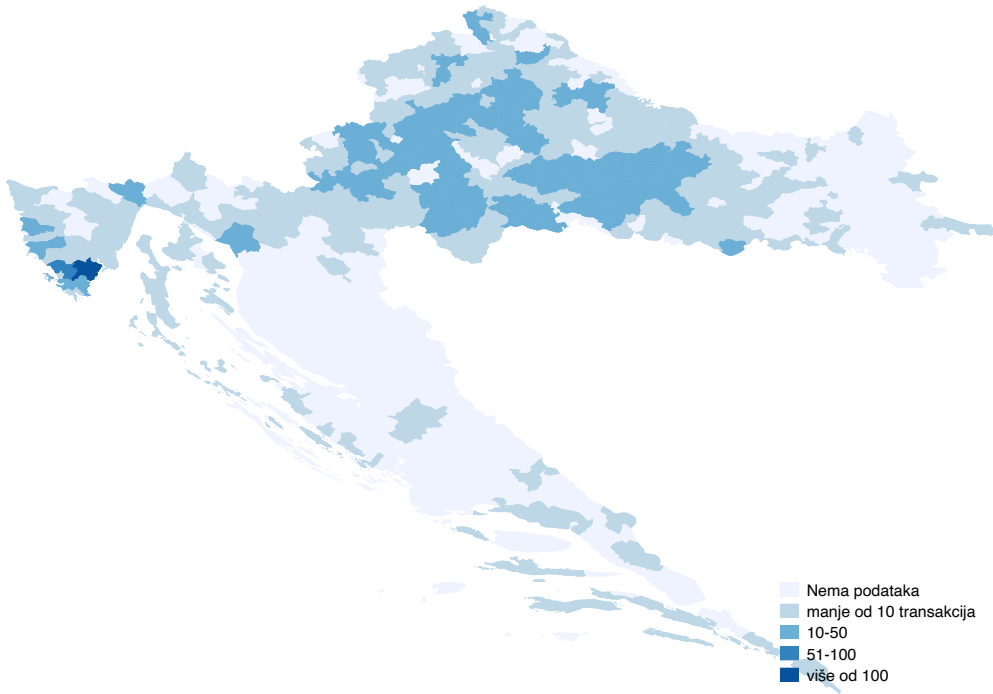 Nema podataka
manje od 10 transakcija
10-50
51-100
više od 100